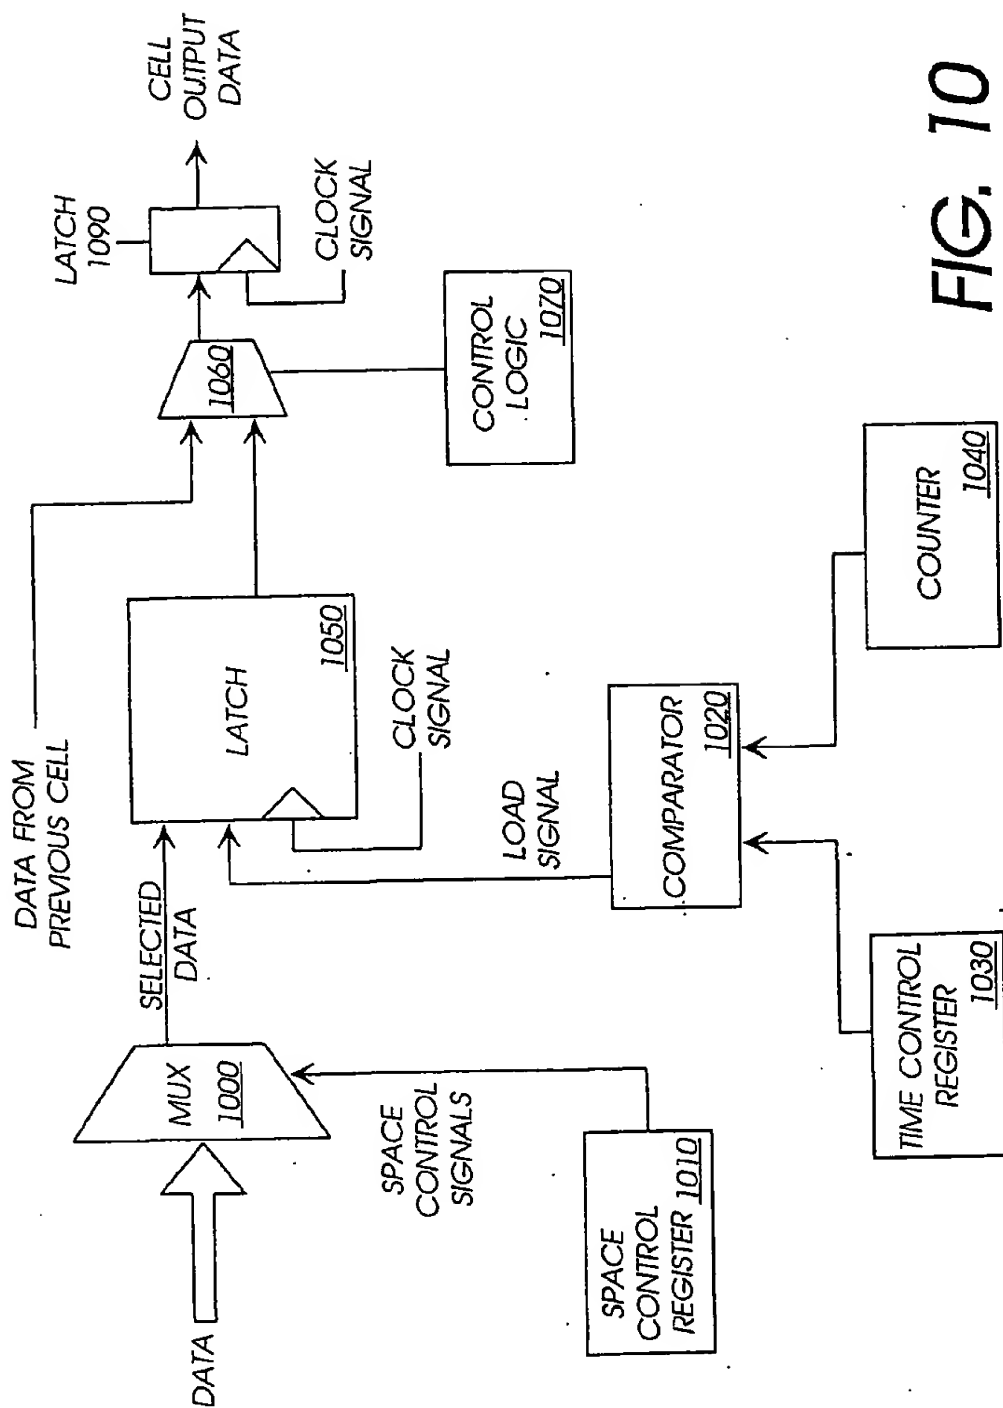 DATA
MUX
1000
SELECTED
DATA
SPACE
CONTROL
SIGNALS
SPACE
CONTROL
REGISTER
1010
DATA FROM
PREVIOUS CELL
LATCH
1050
CLOCK
SIGNAL
LOAD
SIGNAL
COMPARATOR
1020
TIME CONTROL
REGISTER
1030
COUNTER
1040
1060
CONTROL
LOGIC
1070
LATCH
1090
CLOCK
SIGNAL
CELL
OUTPUT
DATA
FIG. 10